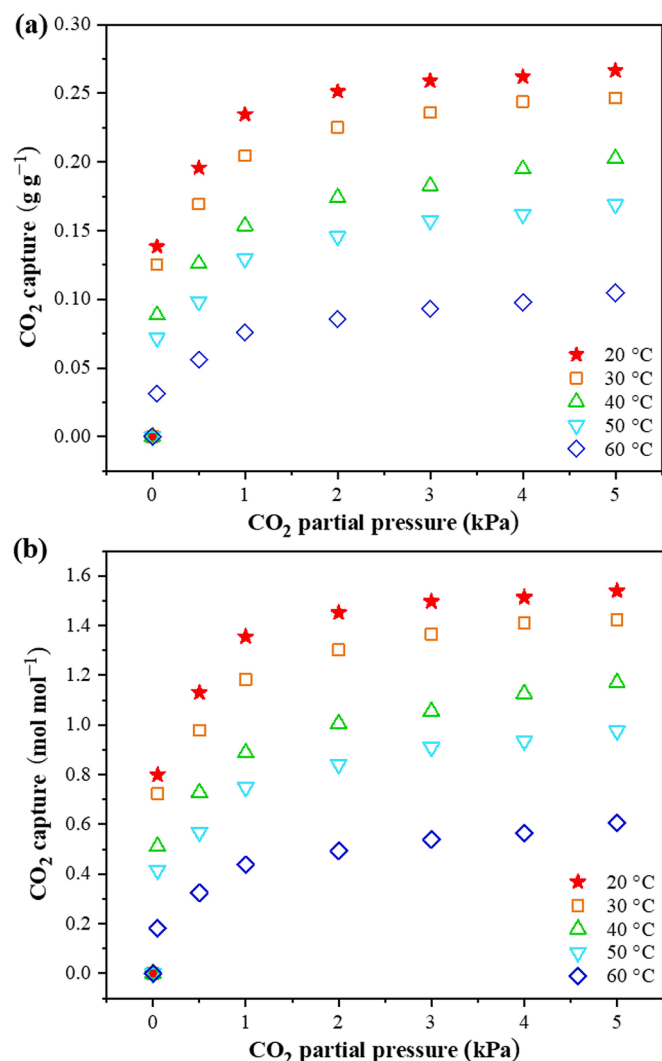 (a)
0.30
0.25
0.20
0.15
0.10
0.05
0.00
CO₂ capture (g g⁻¹)
20 °C
30 °C
40 °C
50 °C
60 °C
0 1 2 3 4 5
CO₂ partial pressure (kPa)
(b)
1.6
1.4
1.2
1.0
0.8
0.6
0.4
0.2
0.0
CO₂ capture (mol mol⁻¹)
20 °C
30 °C
40 °C
50 °C
60 °C
0 1 2 3 4 5
CO₂ partial pressure (kPa)